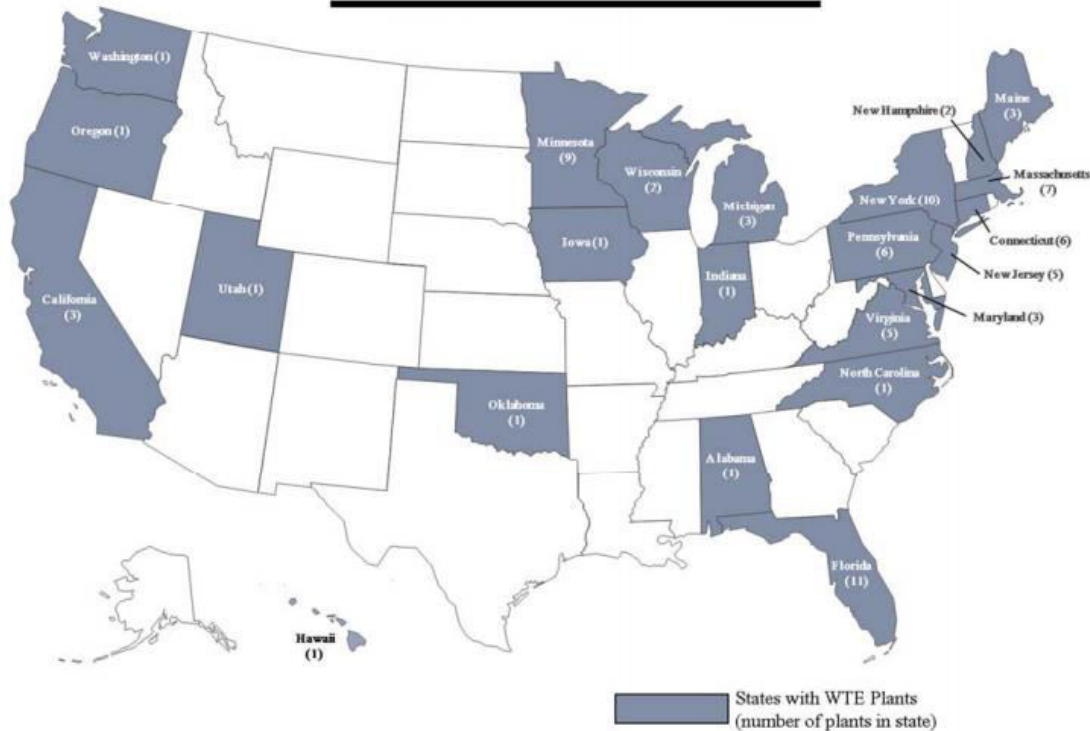 Washington (1)
Oregon (1)
California
(3)
Utah (1)
Minnesota
(9)
Wisconsin
(2)
Iowa (1)
Michigan
(3)
Indiana
(1)
Oklahoma
(1)
Alabama
(1)
Florida
(11)
North Carolina
(1)
Virginia
(5)
Maryland (3)
New Jersey (5)
Pennsylvania
(6)
Connecticut (6)
New York (10)
Massachusetts
(7)
New Hampshire (2)
Maine
(3)
Hawaii
(1)
States with WTE Plants
(number of plants in state)